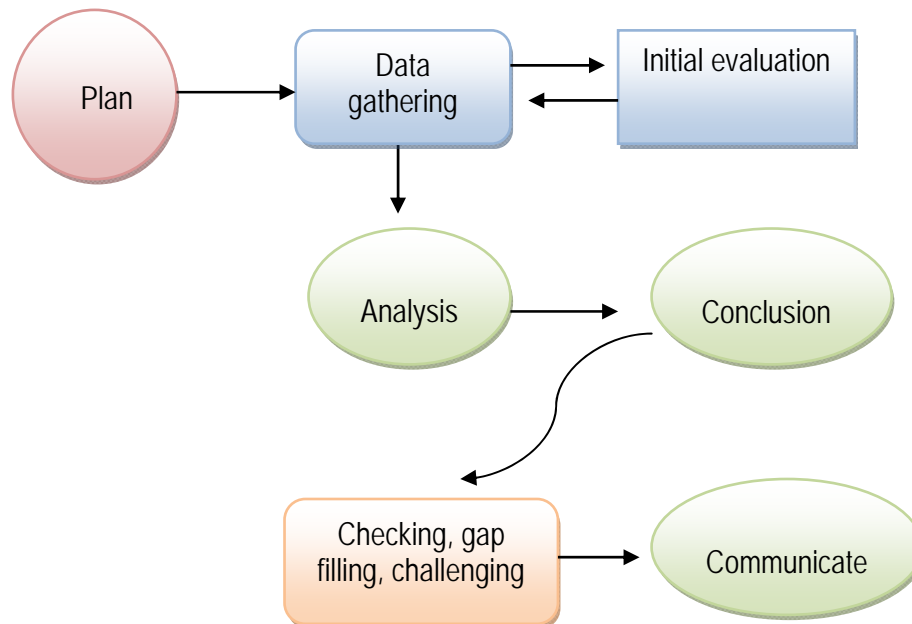 Plan
Data
gathering
Initial evaluation
Analysis
Conclusion
Checking, gap
filling, challenging
Communicate